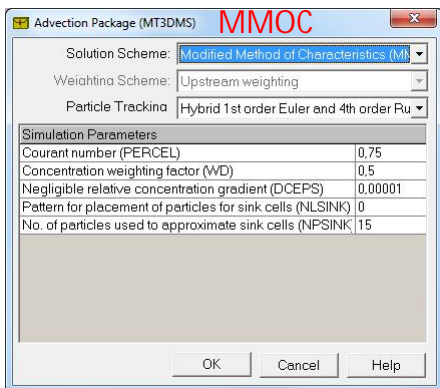 Advection Package (MT3DMS) MMOC
Solution Scheme: Modified Method of Characteristics (MM
Weighting Scheme: Upstream weighting
Particle Tracking Hybrid 1st order Euler and 4th order Ru
Simulation Parameters
Courant number (PERCEL) 0,75
Concentration weighting factor (WD) 0,5
Negligible relative concentration gradient (DCEPS) 0,00001
Pattern for placement of particles for sink cells (NLSINK) 0
No. of particles used to approximate sink cells (NPSINK 15
OK Cancel Help